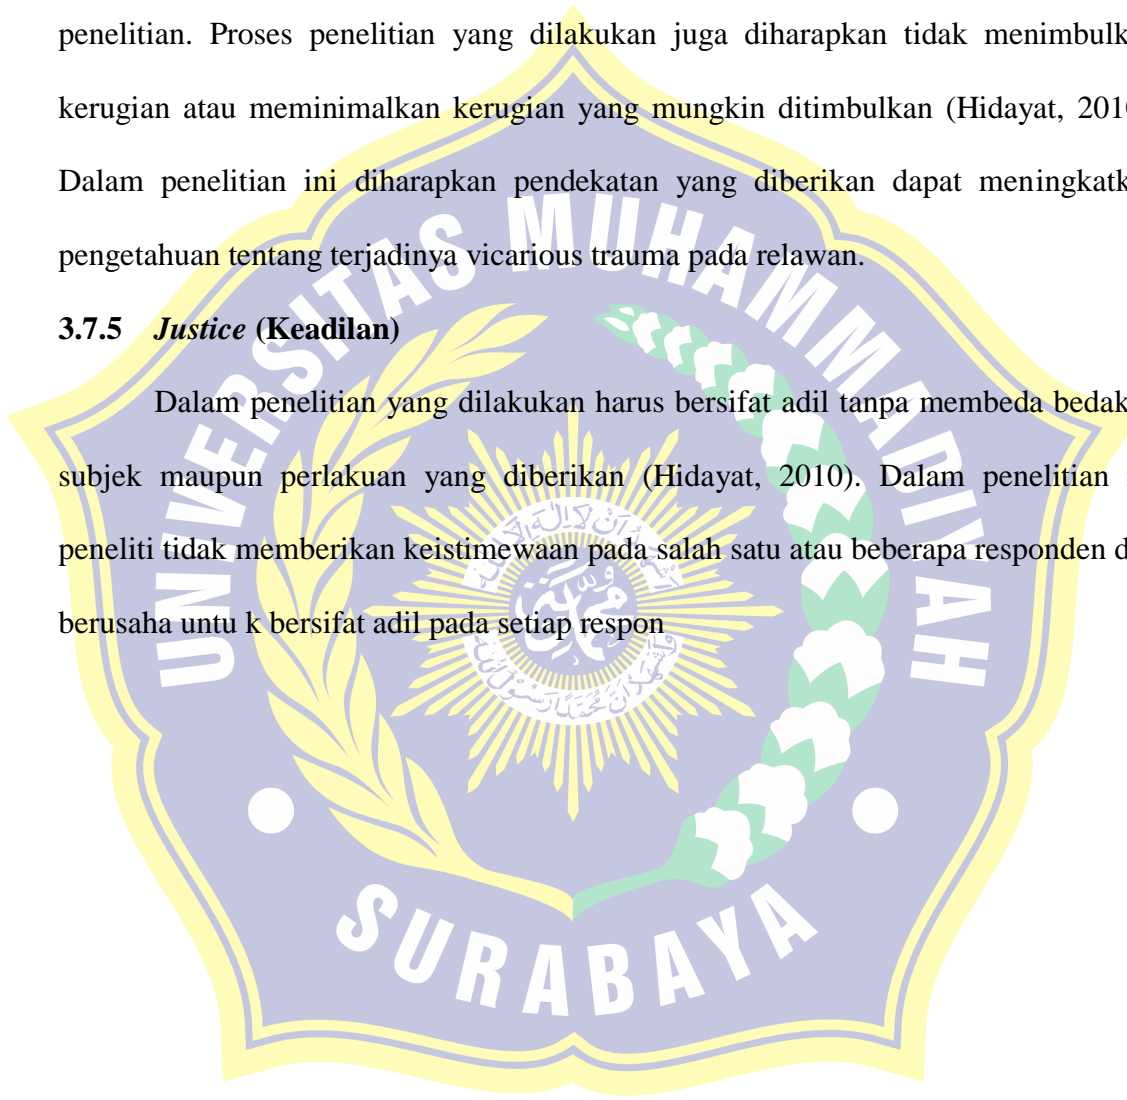 penelitian. Proses penelitian yang dilakukan juga diharapkan tidak menimbulk
kerugian atau meminimalkan kerugian yang mungkin ditimbulkan (Hidayat, 201
Dalam penelitian ini diharapkan pendekatan yang diberikan dapat meningkatk
pengetahuan tentang terjadinya vicarious trauma pada relawan.
3.7.5 Justice (Keadilan)
Dalam penelitian yang dilakukan harus bersifat adil tanpa membeda bedak
subjek maupun perlakuan yang diberikan (Hidayat, 2010). Dalam penelitian
peneliti tidak memberikan keistimewaan pada salah satu atau beberapa responden d
berusaha untu k bersifat adil pada setiap respon
UNIVERSITAS MUHAMMADIYAH
SURABAYA